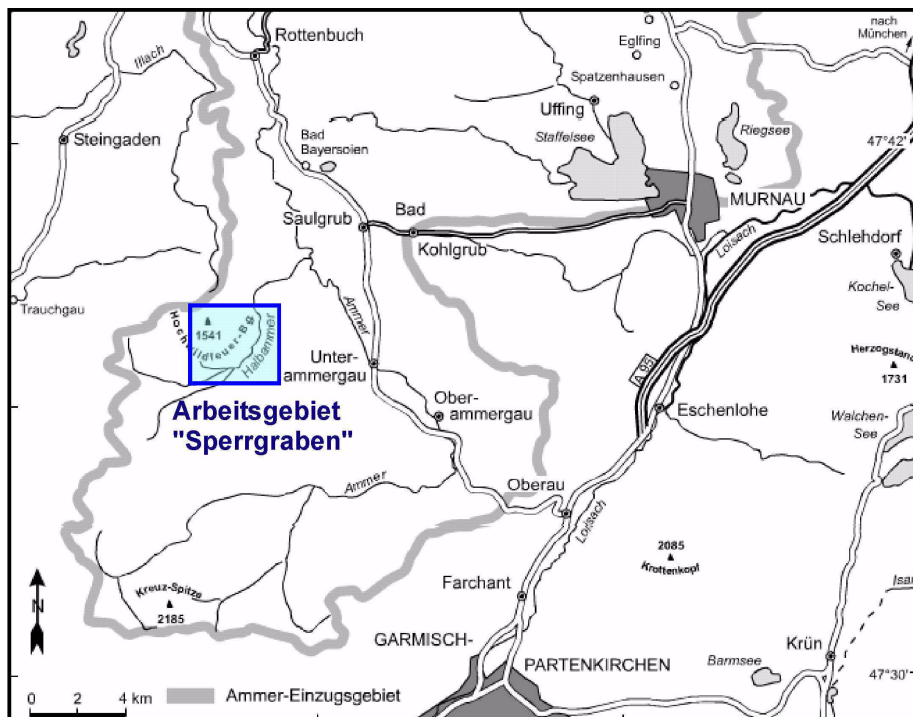 Rottenbuch
Illach
Eglfing
nach
München
Spatzenhausen
Uffing
Staffelsee
Riegsee
47°42'
Steingaden
Bad
Bayersoien
MURNAU
Saulgrub
Bad
Kohlgrub
Loisach
Schlehdorf
Kochel-
See
Trauchgau
1541
Hochwildfeuer-Bg
Halbammer
Ammer
Unter-
ammergau
A 95
Herzogstand
1731
Arbeitsgebiet
"Sperrgraben"
Ober-
ammergau
Eschenlohe
Walchen-
See
Ammer
Oberau
Loisach
2085
Krottenkopf
Kreuz-Spitze
2185
Farchant
Isar
N
GARMISCH-
PARTENKIRCHEN
Krün
Barmsee
47°30'
0 2 4 km
Ammer-Einzugsgebiet